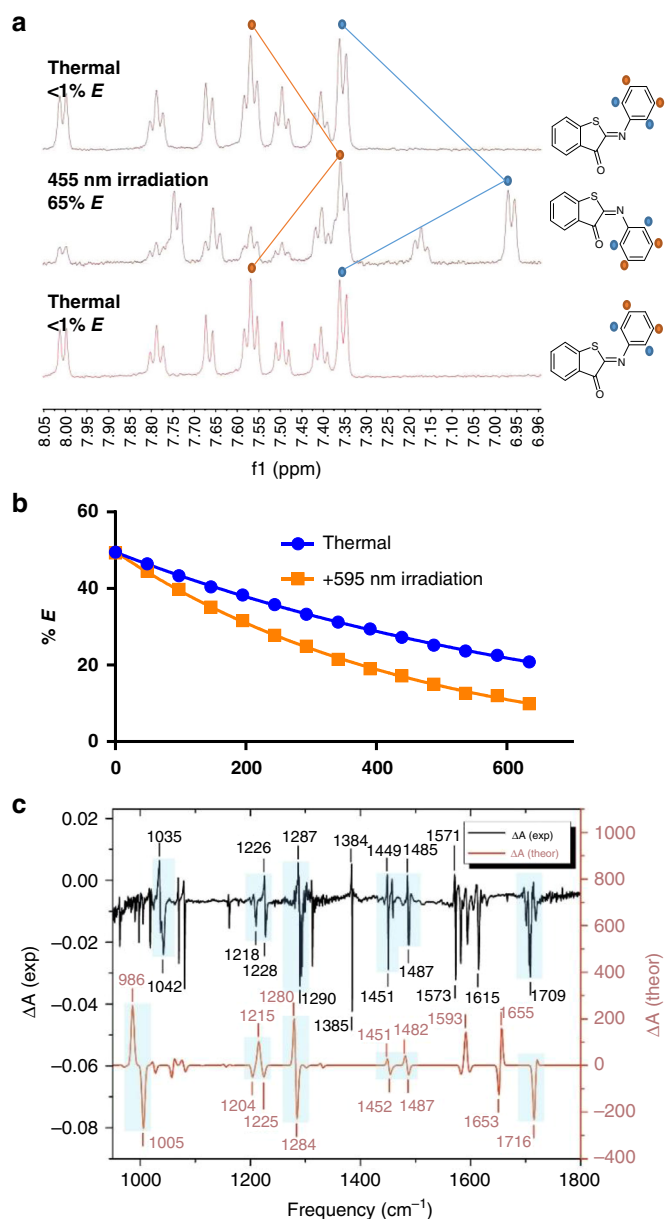 a
Thermal
<1% E
S
N
O
455 nm irradiation
65% E
S
N
O
Thermal
<1% E
S
N
O
8.05 8.00 7.95 7.90 7.85 7.80 7.75 7.70 7.65 7.60 7.55 7.50 7.45 7.40 7.35 7.30 7.25 7.20 7.15 7.10 7.05 7.00 6.95 6.96
f1 (ppm)
b
60
40
20
0
% E
Thermal
+595 nm irradiation
0 200 400 600
c
0.02
0.00
−0.02
−0.04
−0.06
−0.08
ΔA (exp)
1035 1226 1287 1384 1449 1485 1571
ΔA (exp)
ΔA (theor)
1042 1218 1228 1290 1385 1451 1487 1573 1615 1709
986 1215 1280 1451 1482 1593 1655
1005 1204 1225 1284 1452 1487 1653 1716
1000
800
600
400
200
0
−200
−400
ΔA (theor)
1000 1200 1400 1600 1800
Frequency (cm⁻¹)